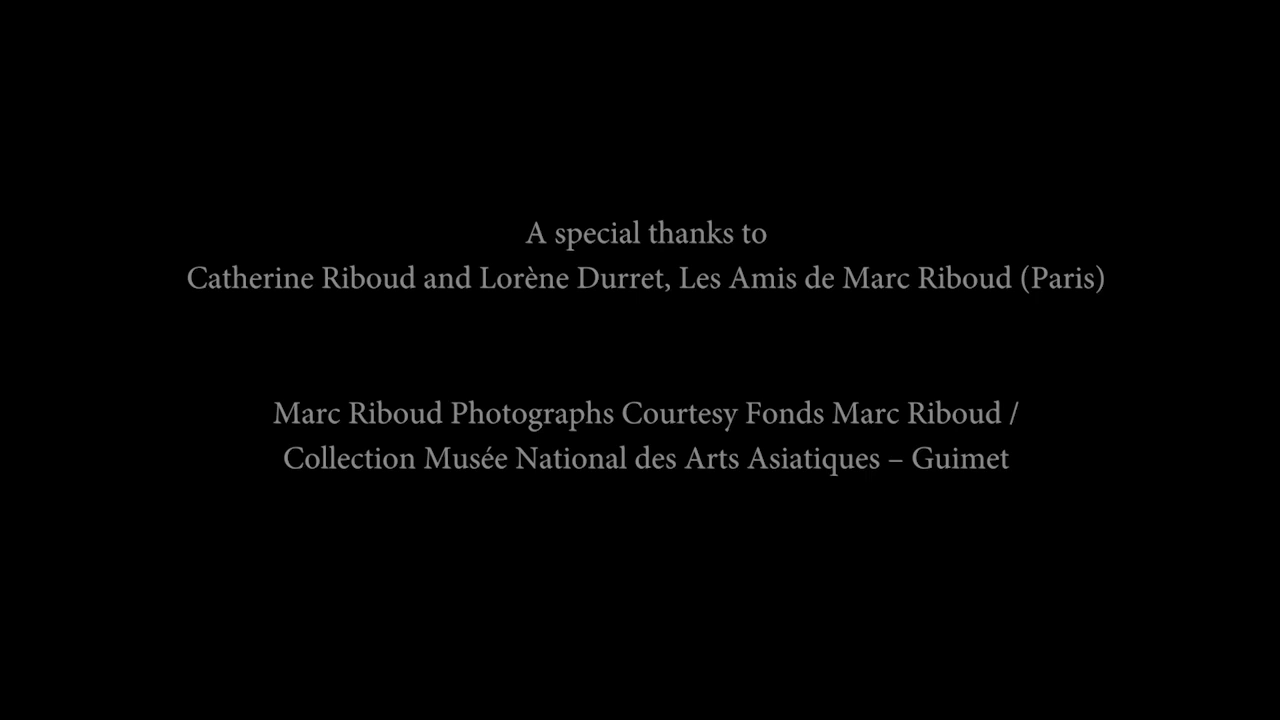 A special thanks to
Catherine Riboud and Lorène Durret, Les Amis de Marc Riboud (Paris)
Marc Riboud Photographs Courtesy Fonds Marc Riboud /
Collection Musée National des Arts Asiatiques – Guimet